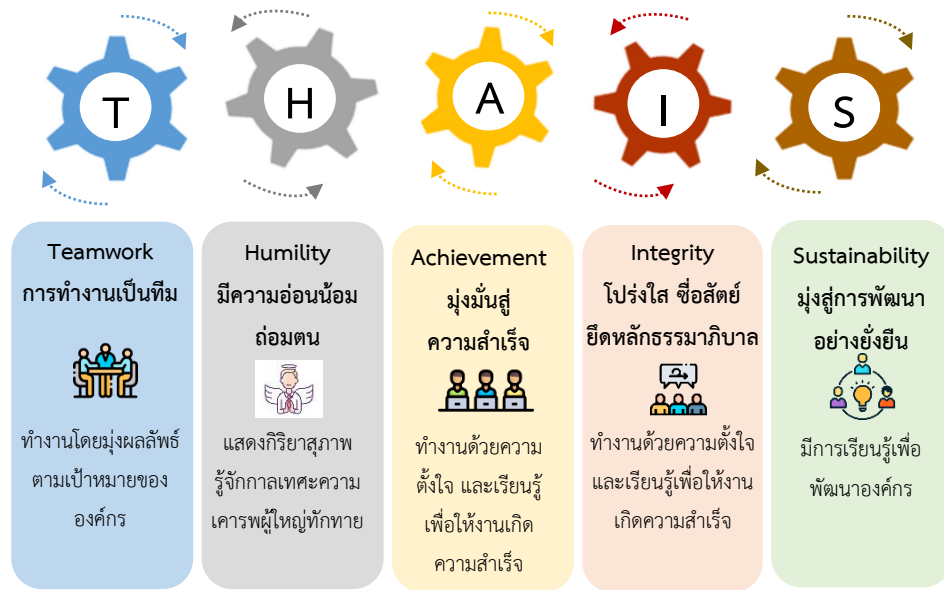 T
H
A
I
S
Teamwork
การทำงานเป็นทีม
ทำงานโดยมุ่งผลลัพธ์
ตามเป้าหมายของ
องค์กร
Humility
มีความอ่อนน้อม
ถ่อมตน
แสดงกิริยาสุภาพ
รู้จักกาลเทศะความ
เคารพผู้ใหญ่ทักทาย
Achievement
มุ่งมั่นสู่
ความสำเร็จ
ทำงานด้วยความ
ตั้งใจ และเรียนรู้
เพื่อให้งานเกิด
ความสำเร็จ
Integrity
โปร่งใส ซื่อสัตย์
ยึดหลักธรรมาภิบาล
ทำงานด้วยความตั้งใจ
และเรียนรู้เพื่อให้งาน
เกิดความสำเร็จ
Sustainability
มุ่งสู่การพัฒนา
อย่างยั่งยืน
มีการเรียนรู้เพื่อ
พัฒนาองค์กร